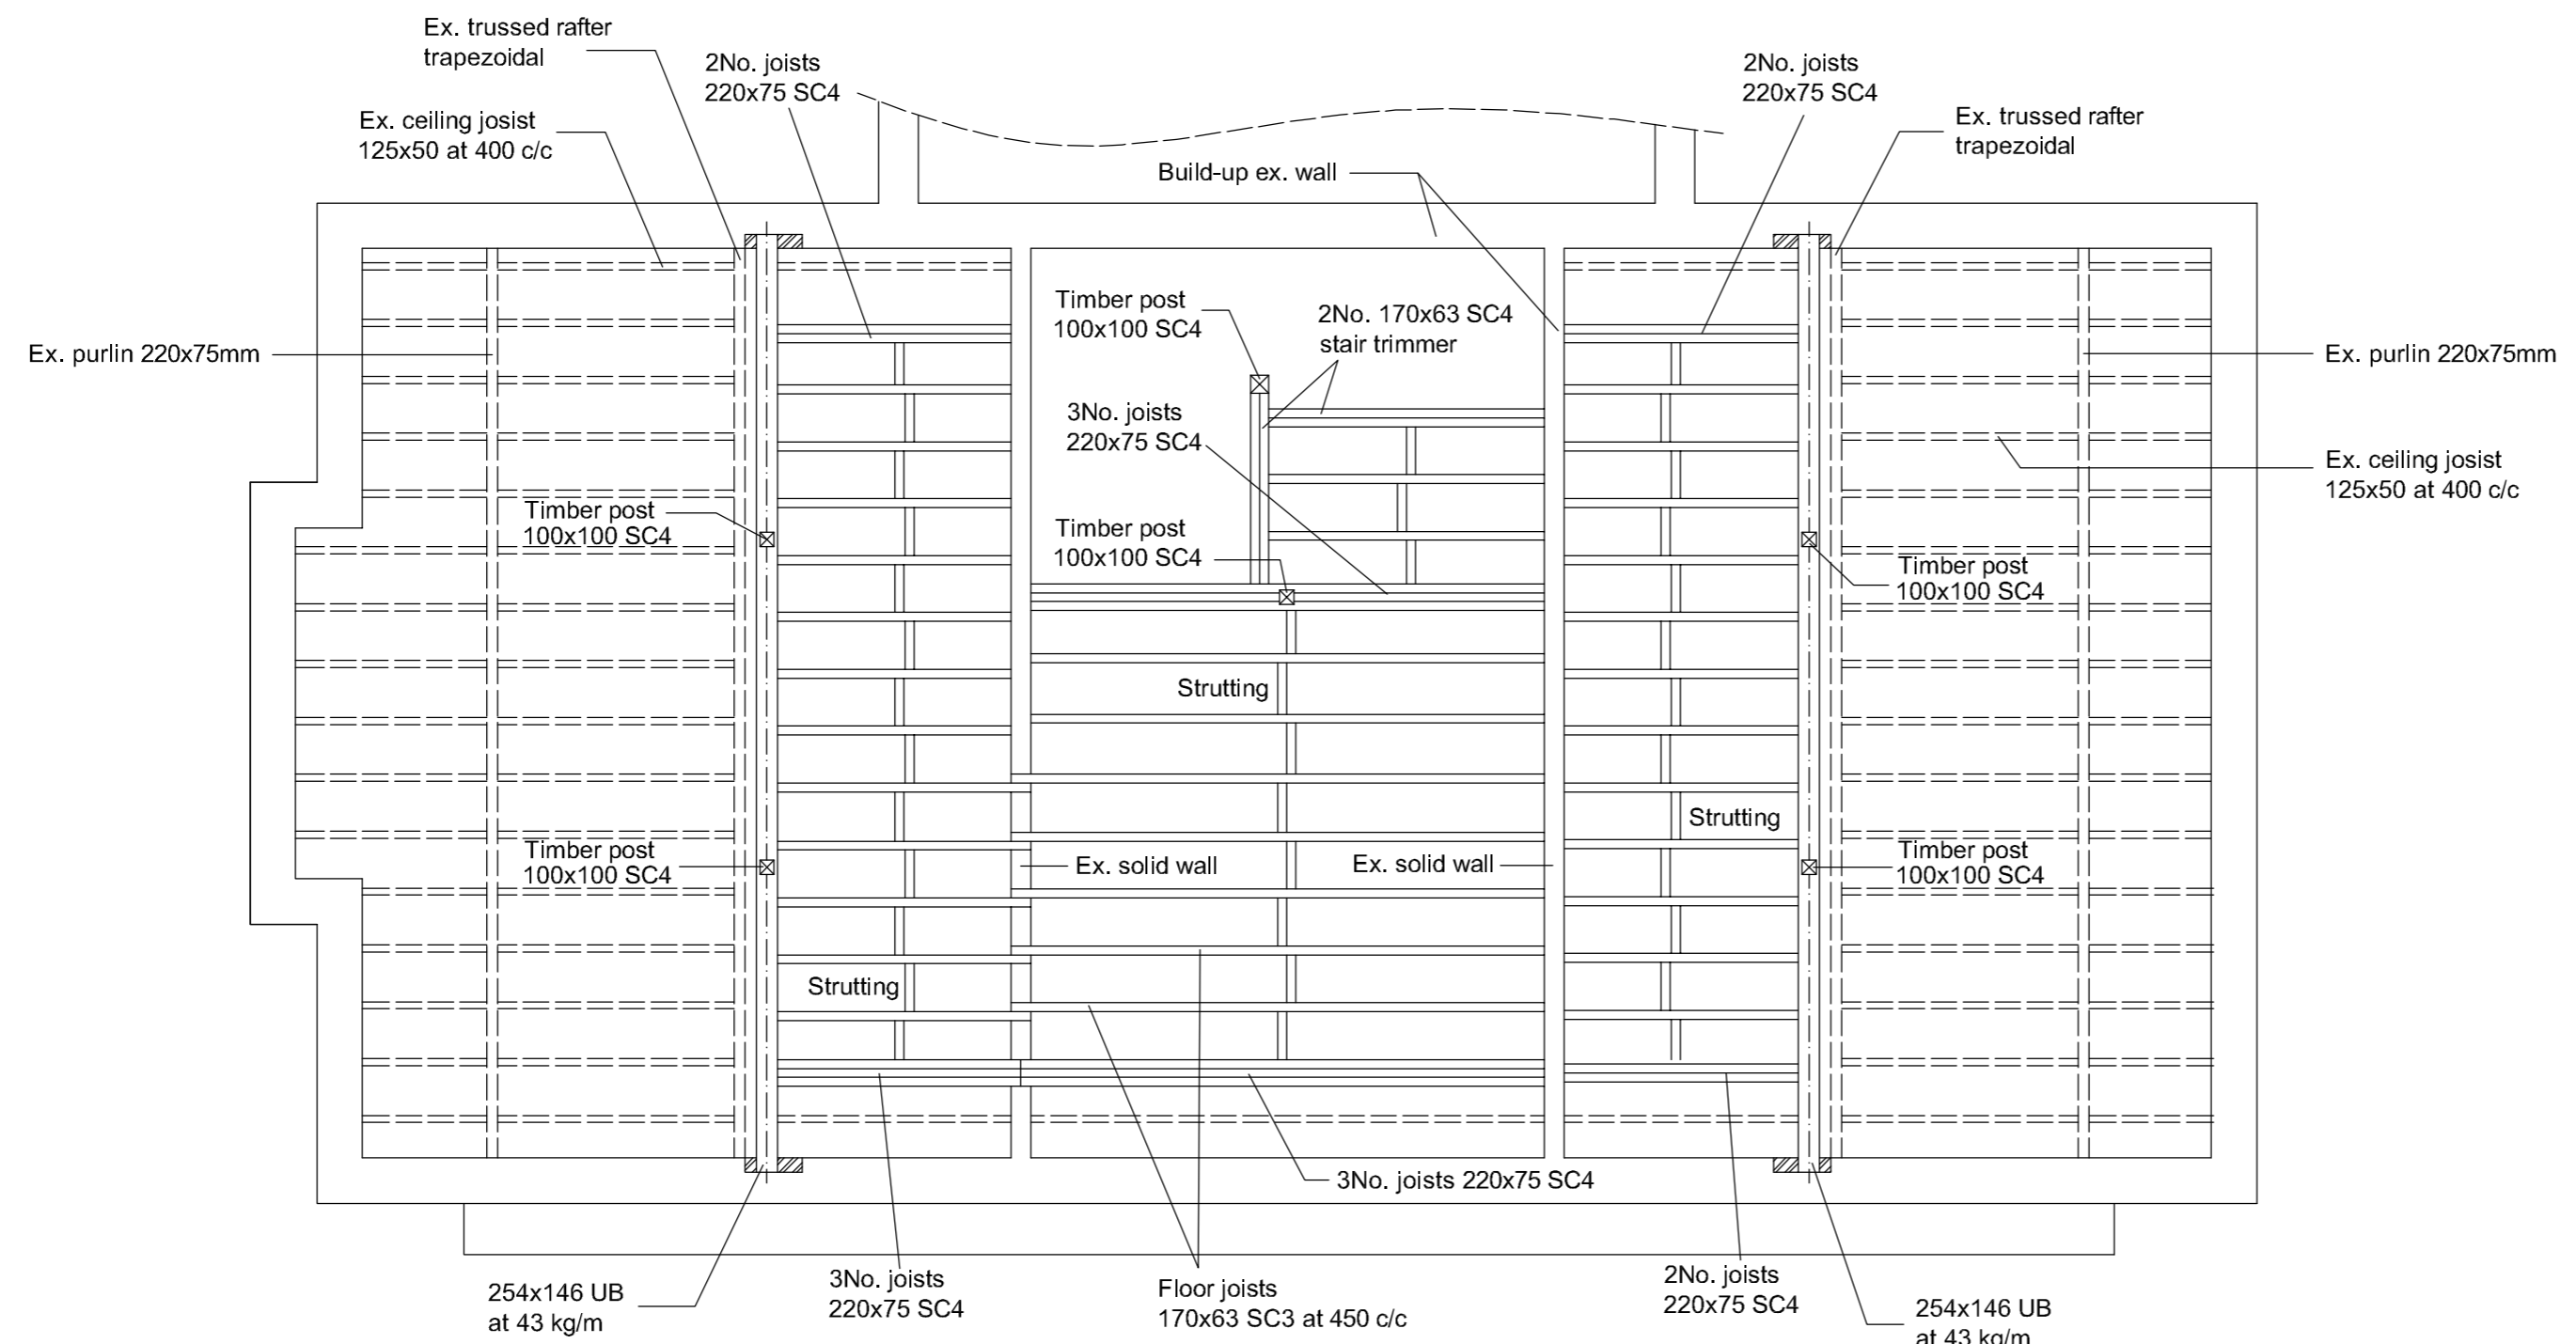 Ex. trussed rafter
trapezoidal
2No. joists
220x75 SC4
2No. joists
220x75 SC4
Ex. ceiling josist
125x50 at 400 c/c
Ex. trussed rafter
trapezoidal
Build-up ex. wall
Timber post
100x100 SC4
2No. 170x63 SC4
stair trimmer
Ex. purlin 220x75mm
Ex. purlin 220x75mm
3No. joists
220x75 SC4
Ex. ceiling josist
125x50 at 400 c/c
Timber post
100x100 SC4
Timber post
100x100 SC4
Timber post
100x100 SC4
Strutting
Strutting
Timber post
100x100 SC4
Ex. solid wall
Ex. solid wall
Timber post
100x100 SC4
Strutting
3No. joists 220x75 SC4
254x146 UB
at 43 kg/m
3No. joists
220x75 SC4
Floor joists
170x63 SC3 at 450 c/c
2No. joists
220x75 SC4
254x146 UB
at 43 kg/m